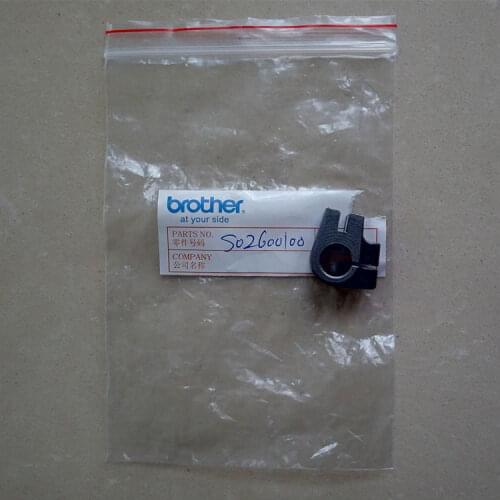 brother
at your side
PARTS NO.
零件号码 S02600100
COMPANY
公司名称